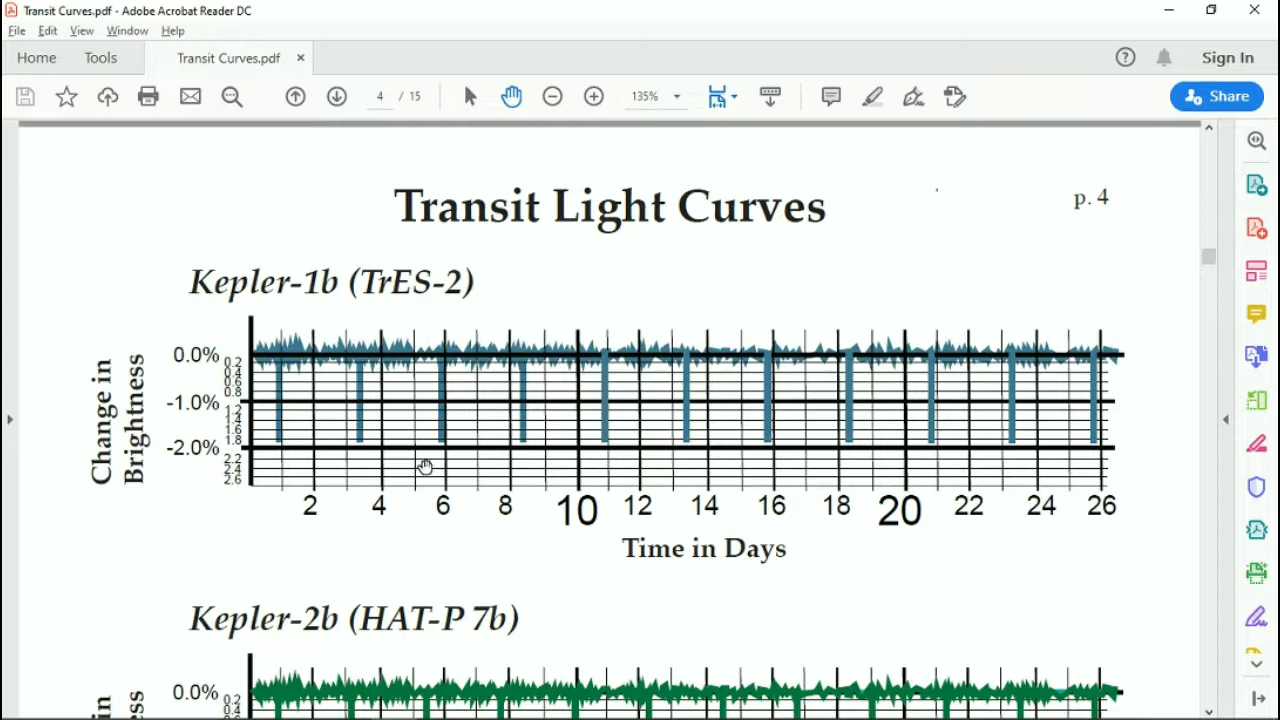 Transit Curves.pdf - Adobe Acrobat Reader DC
File Edit View Window Help
Home Tools Transit Curves.pdf × Sign In
4 / 15 135% Share
Transit Light Curves p. 4
Kepler-1b (TrES-2)
Change in
Brightness
0.0%
0.2
0.4
0.6
0.8
-1.0%
1.2
1.4
1.6
1.8
-2.0%
2.2
2.4
2.6
2 4 6 8 10 12 14 16 18 20 22 24 26
Time in Days
Kepler-2b (HAT-P 7b)
0.0%
0.2
0.4